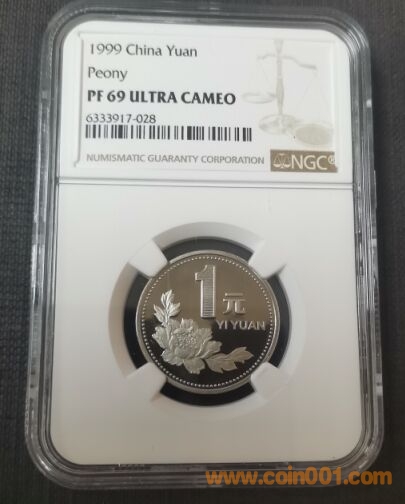 1999 China Yuan
Peony
PF 69 ULTRA CAMEO
6333917-028
NUMISMATIC GUARANTY CORPORATION
NGC®
1元
YI YUAN
www.coin001.com